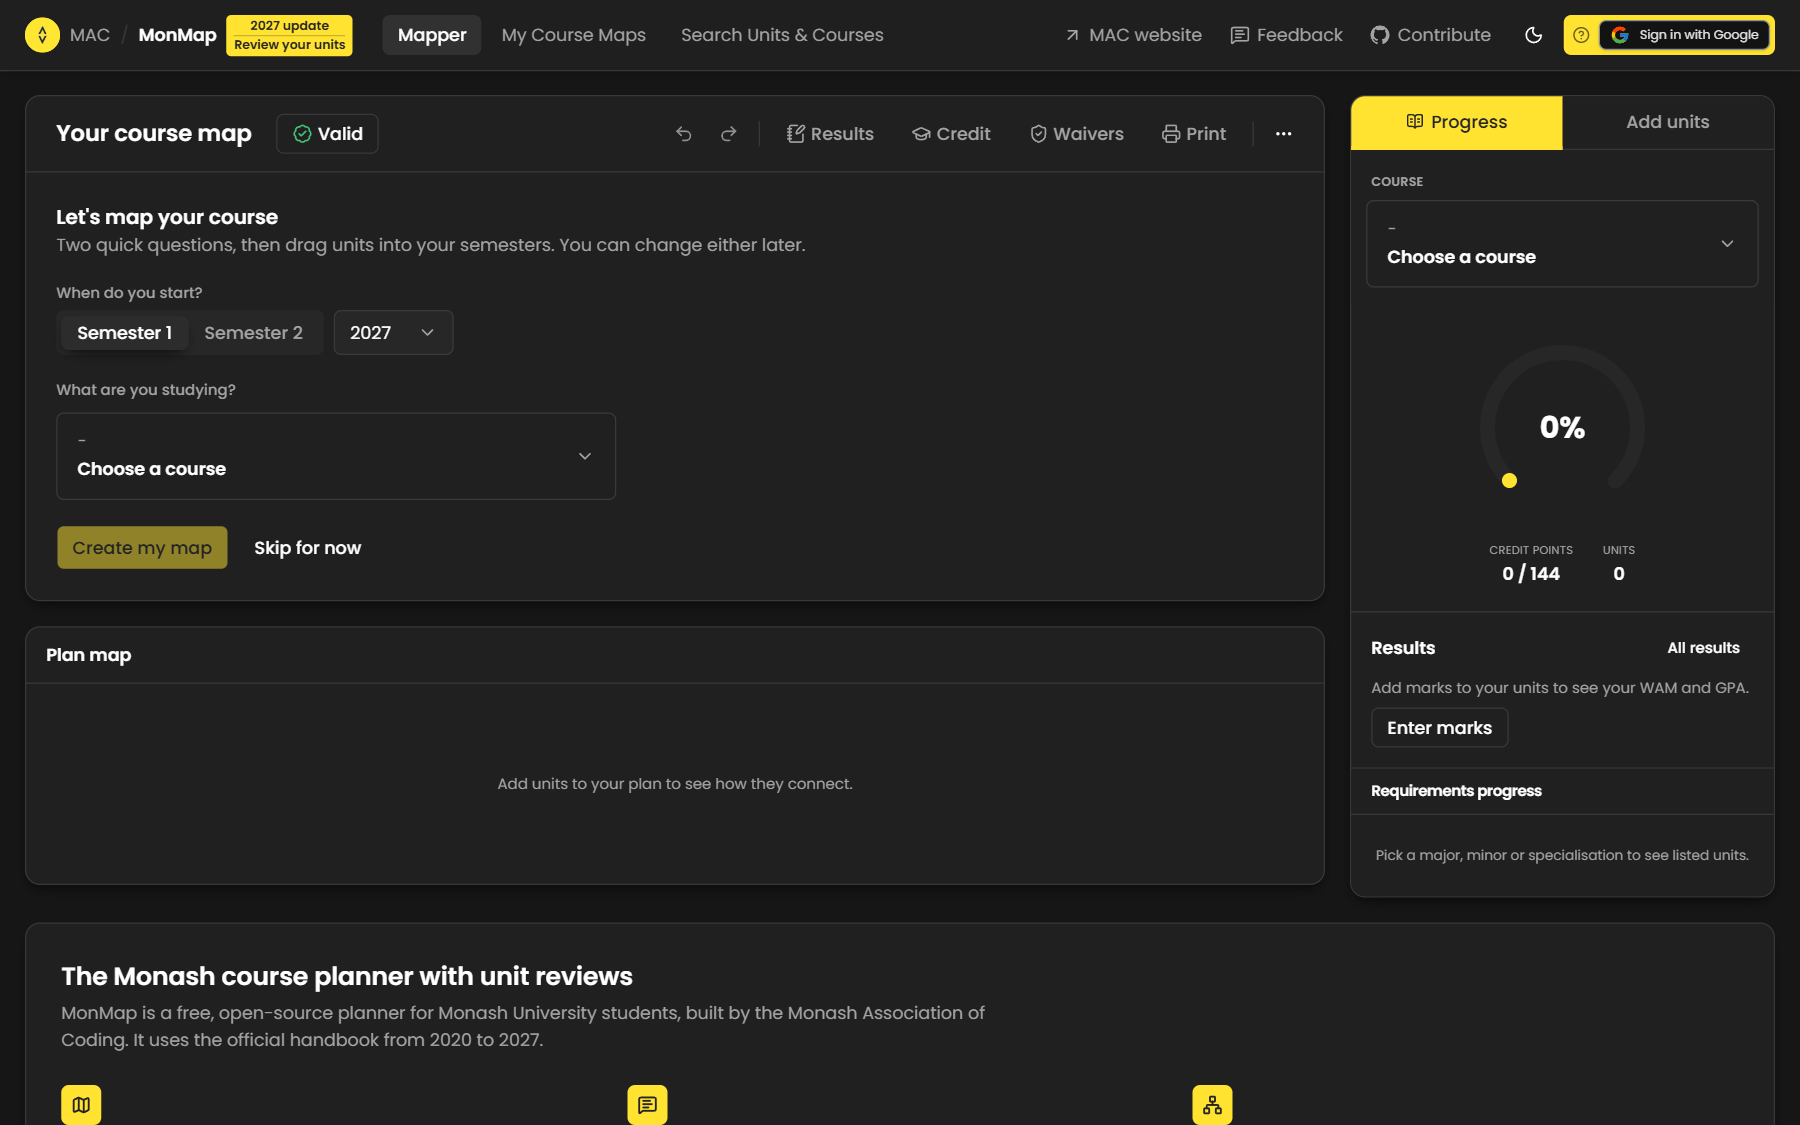 MAC / MonMap
2027 update
Review your units
Mapper
My Course Maps
Search Units & Courses
MAC website
Feedback
Contribute
Sign in with Google
Your course map
Valid
Results
Credit
Waivers
Print
Let's map your course
Two quick questions, then drag units into your semesters. You can change either later.
When do you start?
Semester 1
Semester 2
2027
What are you studying?
-
Choose a course
Create my map
Skip for now
Plan map
Add units to your plan to see how they connect.
Progress
Add units
COURSE
-
Choose a course
0%
CREDIT POINTS
0 / 144
UNITS
0
Results
All results
Add marks to your units to see your WAM and GPA.
Enter marks
Requirements progress
Pick a major, minor or specialisation to see listed units.
The Monash course planner with unit reviews
MonMap is a free, open-source planner for Monash University students, built by the Monash Association of
Coding. It uses the official handbook from 2020 to 2027.